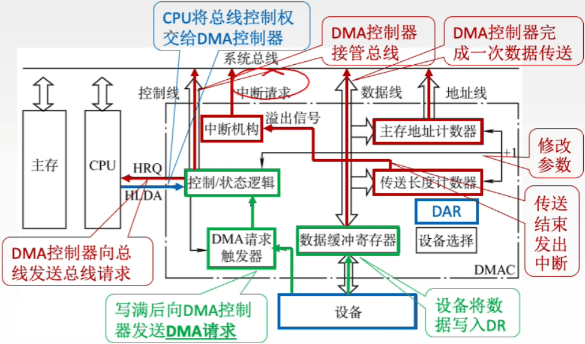 CPU将总线控制权
交给DMA控制器
DMA控制器
接管总线
DMA控制器完
成一次数据传送
系统总线
控制线
中断请求
数据线
地址线
主存
CPU
HRQ
HLDA
中断机构
溢出信号
主存地址计数器
+1
修改
参数
控制/状态逻辑
传送长度计数器
DAR
设备选择
传送
结束
发出
中断
DMA控制器向总
线发送总线请求
DMA请求
触发器
数据缓冲寄存器
DMAC
写满后向DMA控制
器发送DMA请求
设备
设备将数
据写入DR